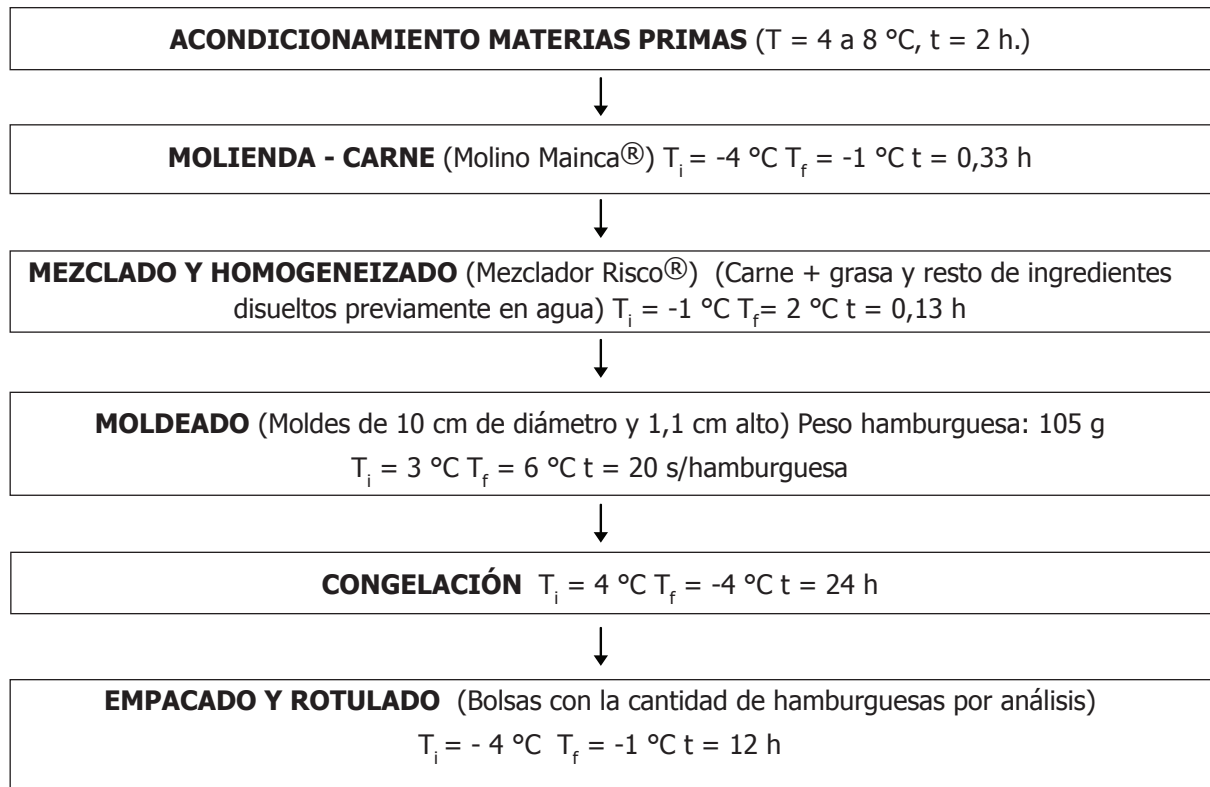 ACONDICIONAMIENTO MATERIAS PRIMAS (T = 4 a 8 °C, t = 2 h.)
MOLIENDA - CARNE (Molino Mainca®) Ti = -4 °C Tf = -1 °C t = 0,33 h
MEZCLADO Y HOMOGENEIZADO (Mezclador Risco®) (Carne + grasa y resto de ingredientes
disueltos previamente en agua) Ti = -1 °C Tf= 2 °C t = 0,13 h
MOLDEADO (Moldes de 10 cm de diámetro y 1,1 cm alto) Peso hamburguesa: 105 g
Ti = 3 °C Tf = 6 °C t = 20 s/hamburguesa
CONGELACIÓN Ti = 4 °C Tf = -4 °C t = 24 h
EMPACADO Y ROTULADO (Bolsas con la cantidad de hamburguesas por análisis)
Ti = - 4 °C Tf = -1 °C t = 12 h